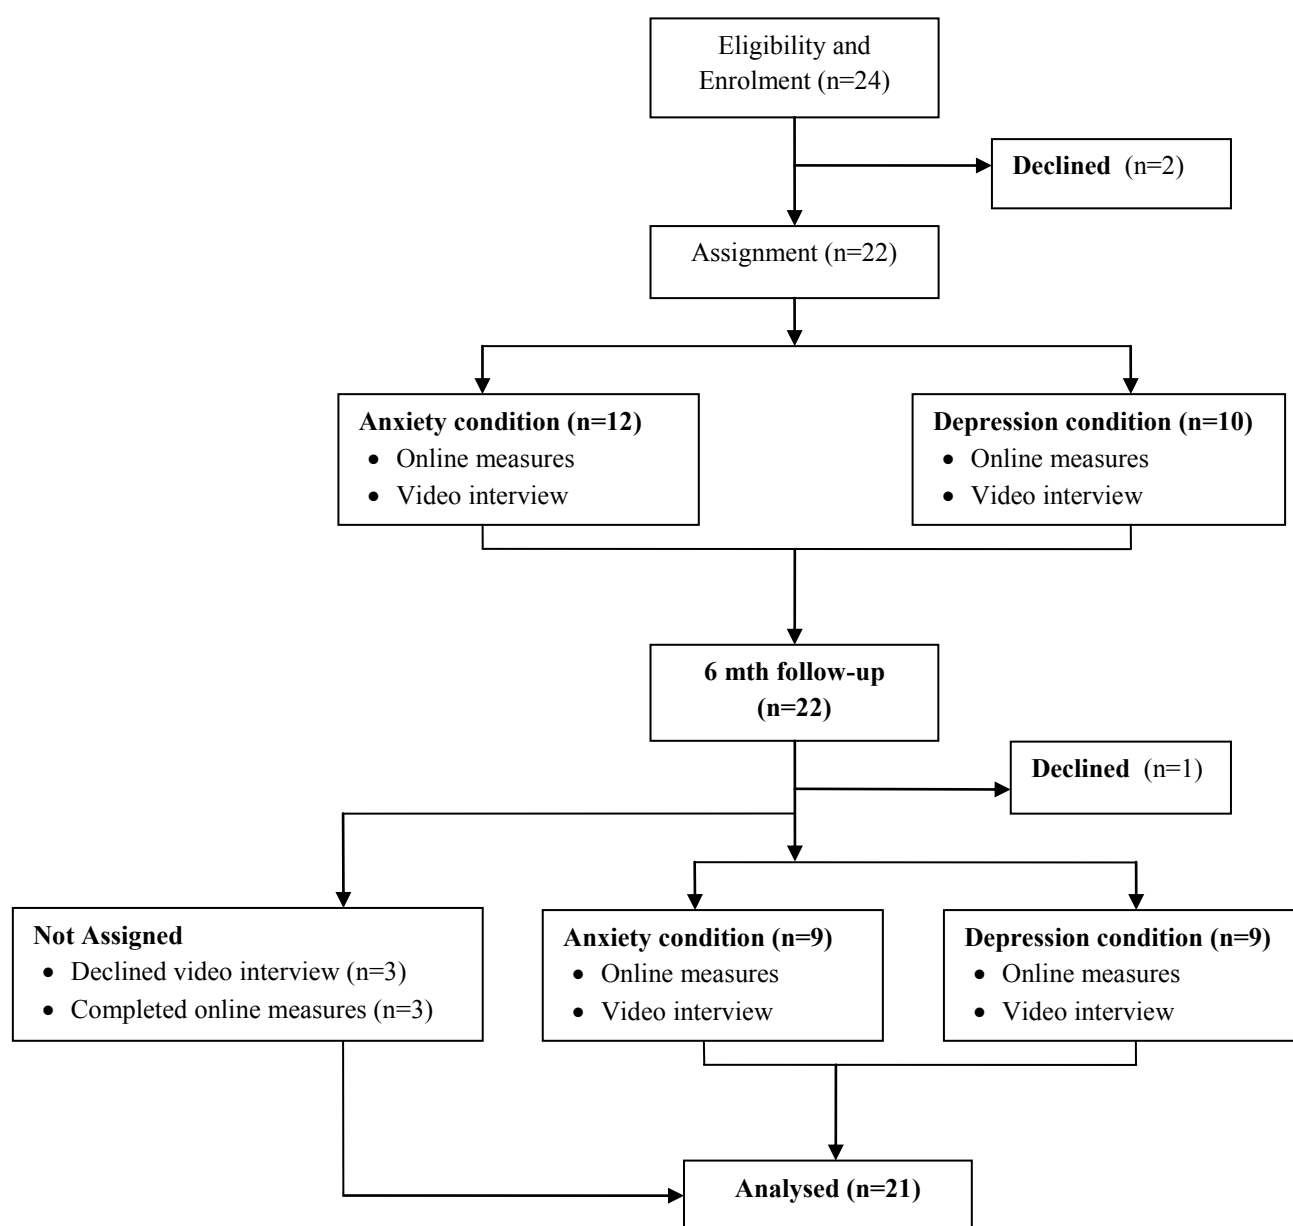 Eligibility and
Enrolment (n=24)
Declined (n=2)
Assignment (n=22)
Anxiety condition (n=12)
• Online measures
• Video interview
Depression condition (n=10)
• Online measures
• Video interview
6 mth follow-up
(n=22)
Declined (n=1)
Not Assigned
• Declined video interview (n=3)
• Completed online measures (n=3)
Anxiety condition (n=9)
• Online measures
• Video interview
Depression condition (n=9)
• Online measures
• Video interview
Analysed (n=21)